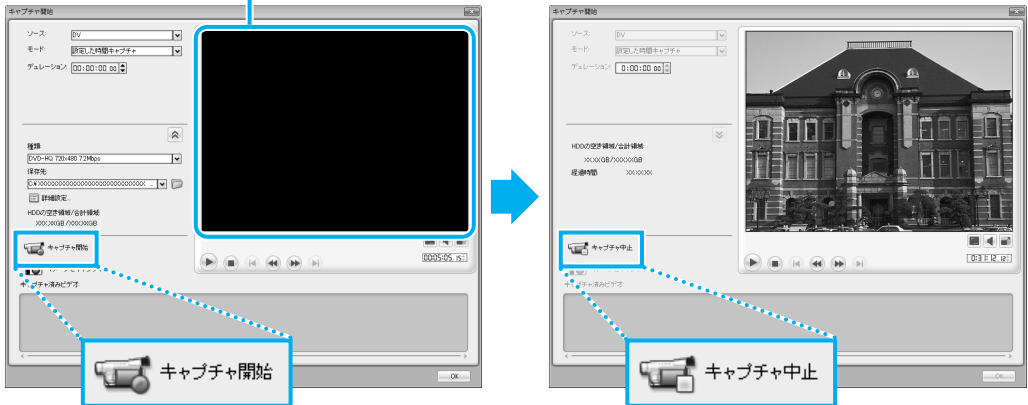 キャプチャ開始
ソース: DV
モード: 設定した時間キャプチャ
デュレーション: 00:00:00 00
種類
DVD-HQ 720x480 7.2Mbps
保存先:
詳細設定...
HDDの空き領域/合計領域
XXX.XXGB/XXX.XXGB
キャプチャ開始
00:05:05. 15
キャプチャ済みビデオ:
キャプチャ開始
OK
キャプチャ開始
ソース: DV
モード: 設定した時間キャプチャ
デュレーション: 0:00:00 00
HDDの空き領域/合計領域
XXXXGB/XXXXXGB
経過時間 XXXXXX
キャプチャ中止
キャプチャ済みビデオ:
キャプチャ中止
OK